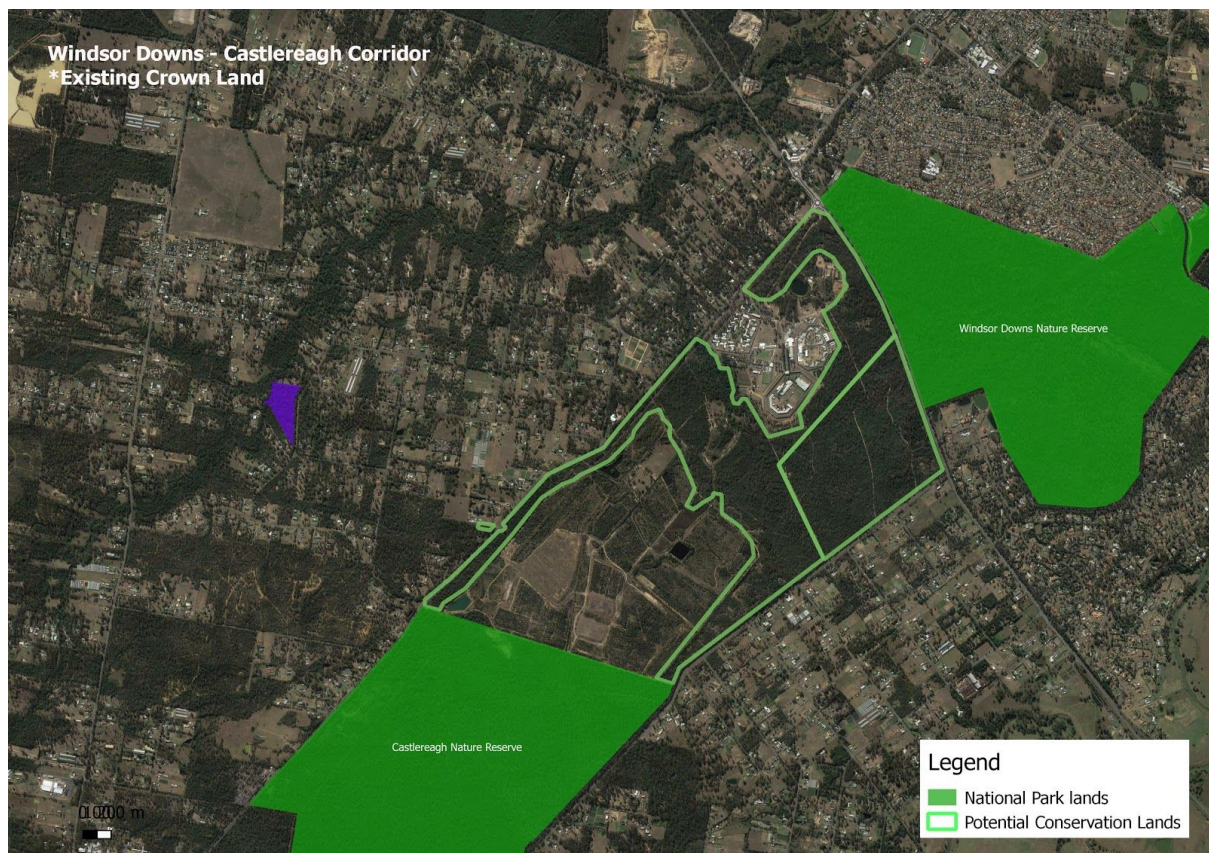 Windsor Downs - Castlereagh Corridor
*Existing Crown Land
Windsor Downs Nature Reserve
Castlereagh Nature Reserve
Legend
National Park lands
Potential Conservation Lands
m